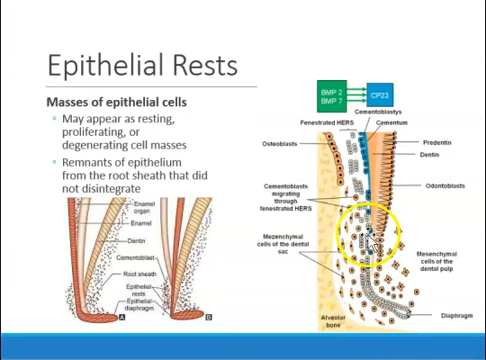 Epithelial Rests
Masses of epithelial cells
May appear as resting,
proliferating, or
degenerating cell masses
Remnants of epithelium
from the root sheath that did
not disintegrate
Enamel
organ
Enamel
Dentin
Cementoblast
Root sheath
Epithelial
rests
Epithelial
diaphragm
A
B
BMP 2
BMP 7
CP23
Cementoblastys
Fenestrated HERS
Cementum
Osteoblasts
Predentin
Dentin
Cementoblasts
migrating
through
fenestrated HERS
Odontoblasts
Mezenchymal
cells of the dental
sac
Mesenchymal
cells of the
dental pulp
Alveolar
bone
Diaphragm